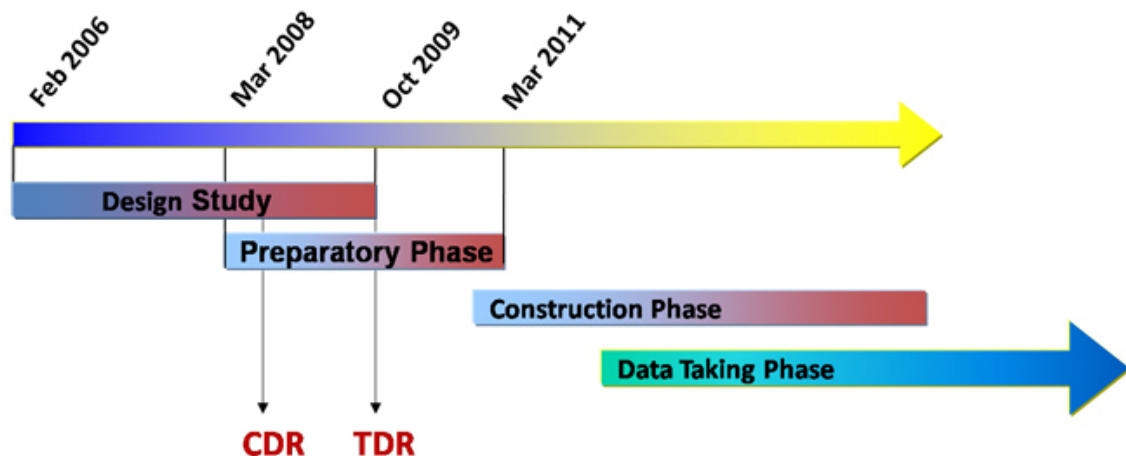 Feb 2006
Mar 2008
Oct 2009
Mar 2011
Design Study
Preparatory Phase
Construction Phase
Data Taking Phase
CDR
TDR